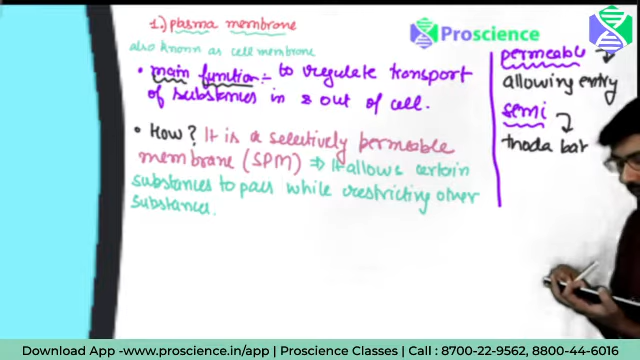 1.) plasma membrane
also known as cell membrane
• main function :- to regulate transport
of substances in & out of cell.
• How? It is a selectively permeable
membrane (SPM) ⇒ It allows certain
substances to pass while restricting other
substance.
Proscience
permeable
allowing entry
semi
thoda bat
Download App -www.proscience.in/app | Proscience Classes | Call : 8700-22-9562, 8800-44-6016